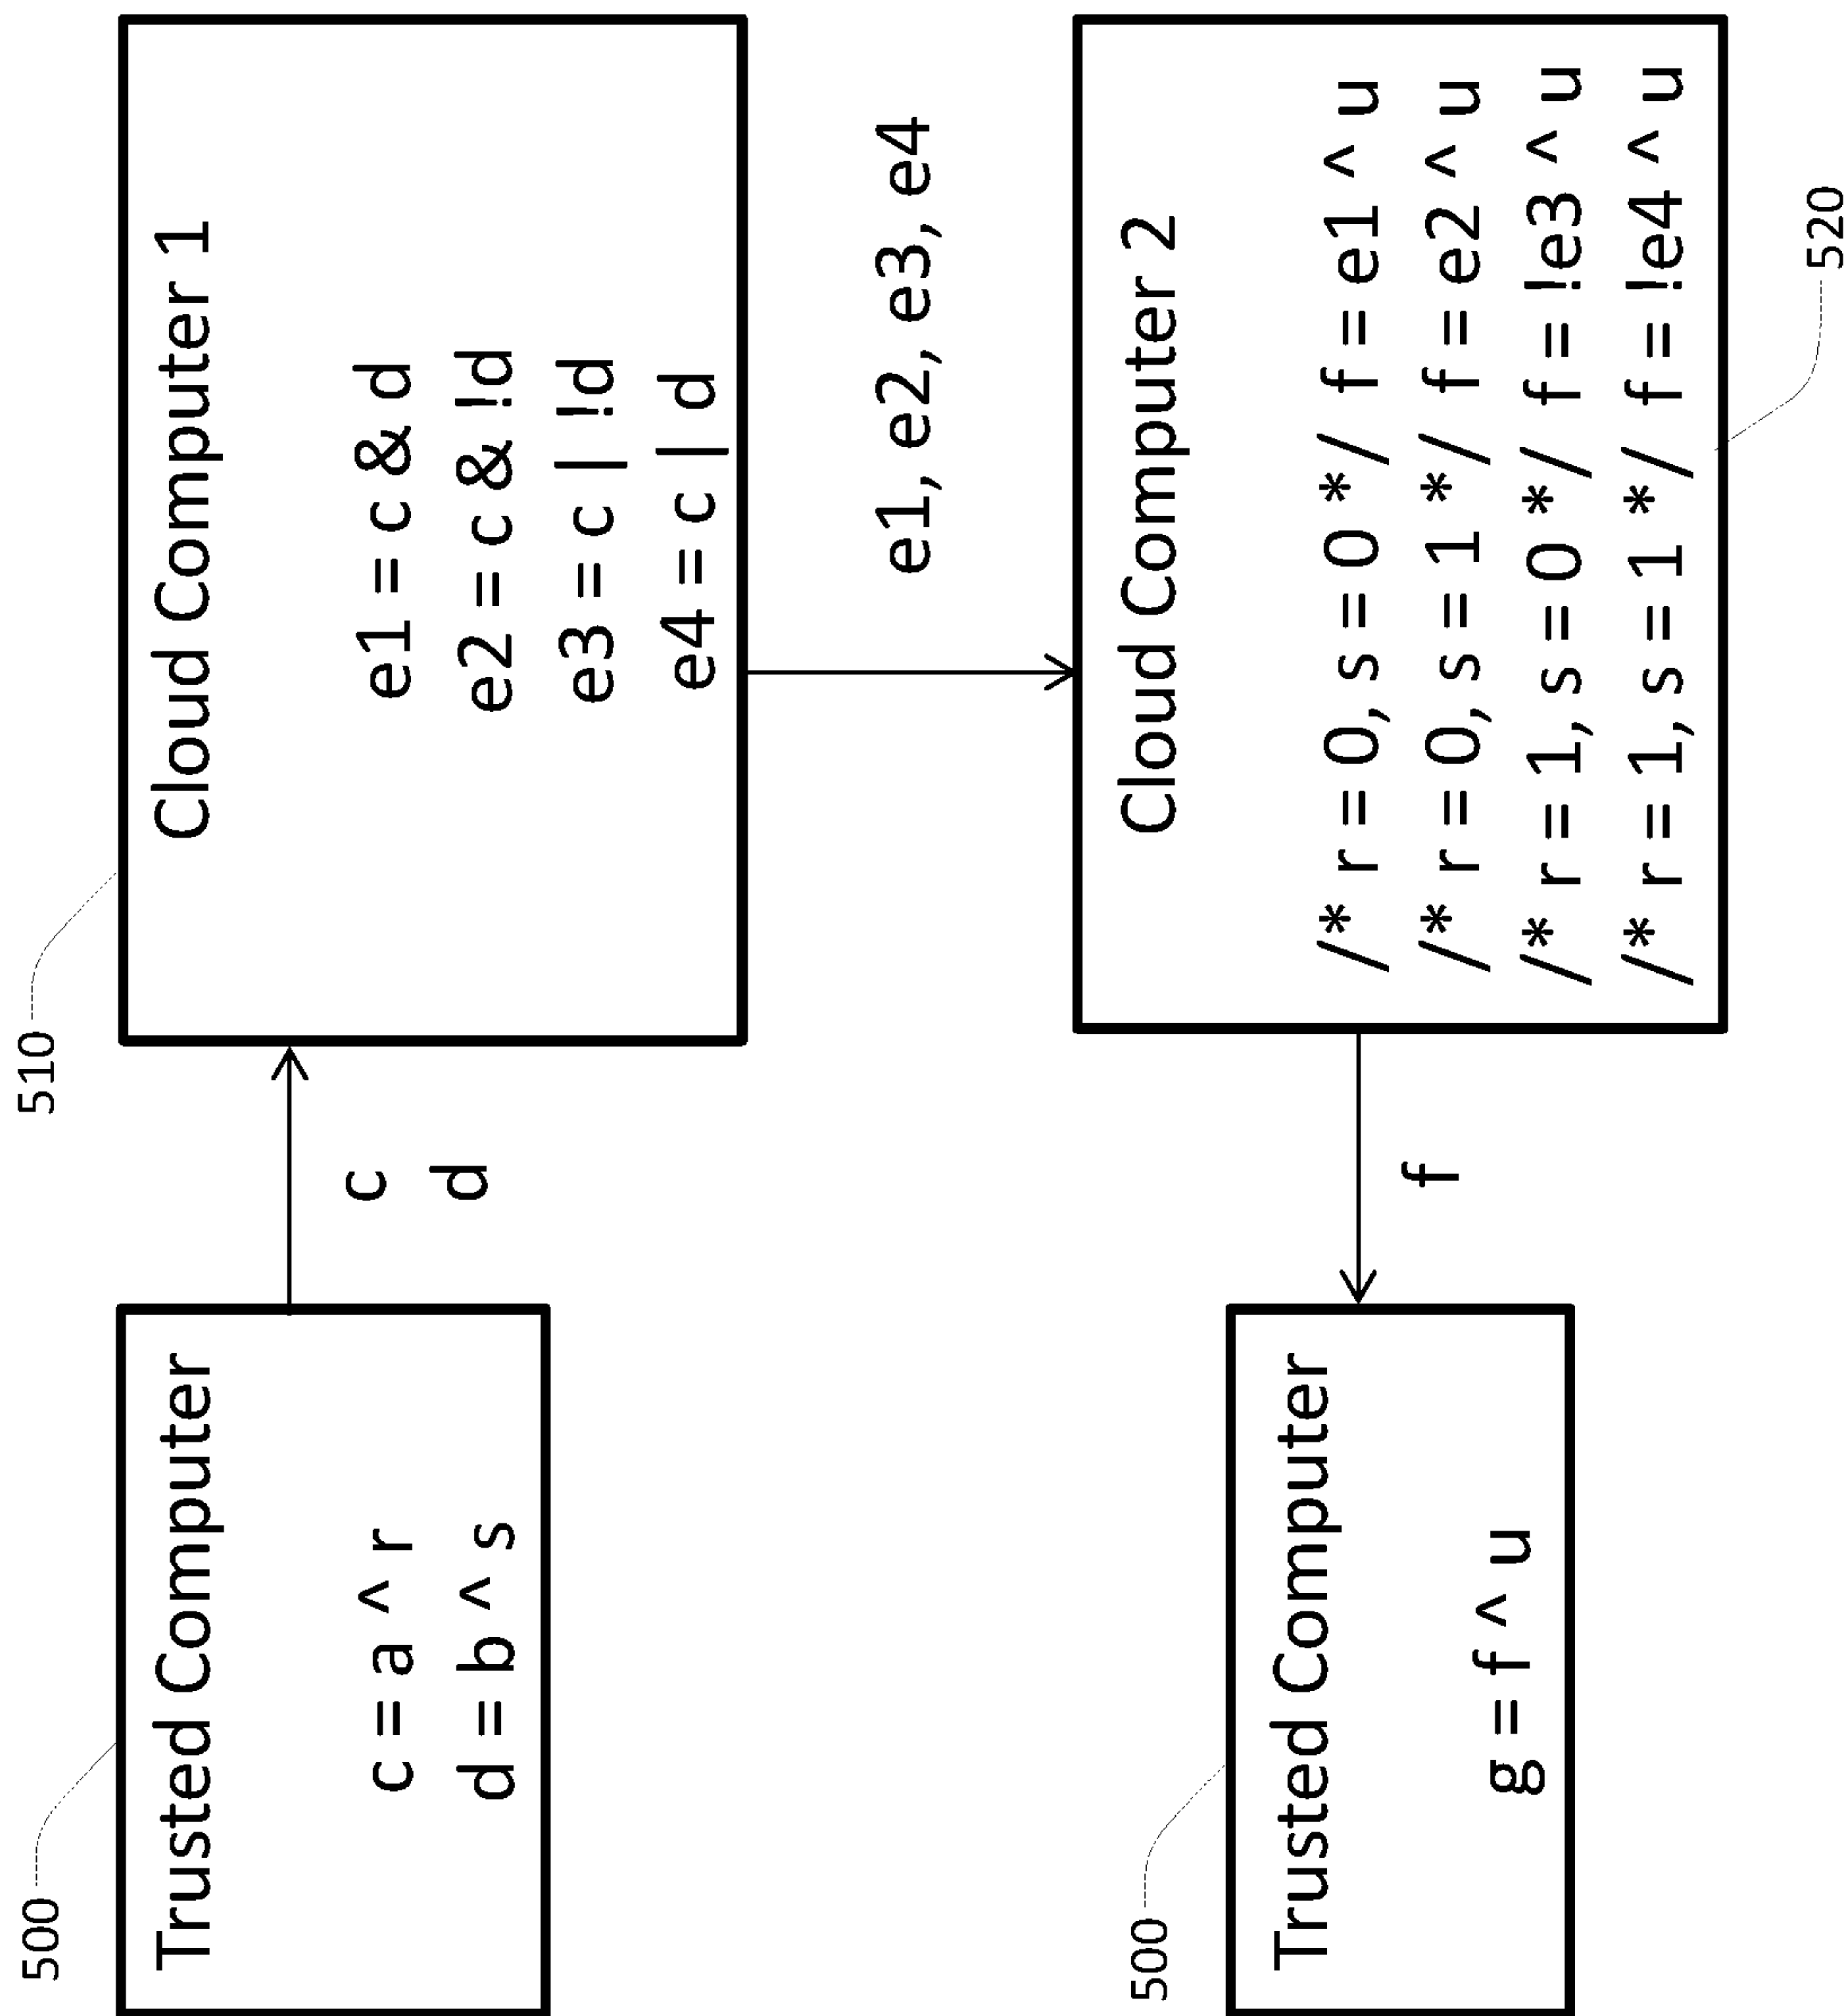 500
Trusted Computer
c = a ^ r
d = b ^ s
c
d
510
Cloud Computer 1
e1 = c & d
e2 = c & !d
e3 = c | !d
e4 = c | d
e1, e2, e3, e4
Cloud Computer 2
/* r = 0, s = 0 */ f = e1 ^ u
/* r = 0, s = 1 */ f = e2 ^ u
/* r = 1, s = 0 */ f = !e3 ^ u
/* r = 1, s = 1 */ f = !e4 ^ u
520
f
500
Trusted Computer
g = f ^ u